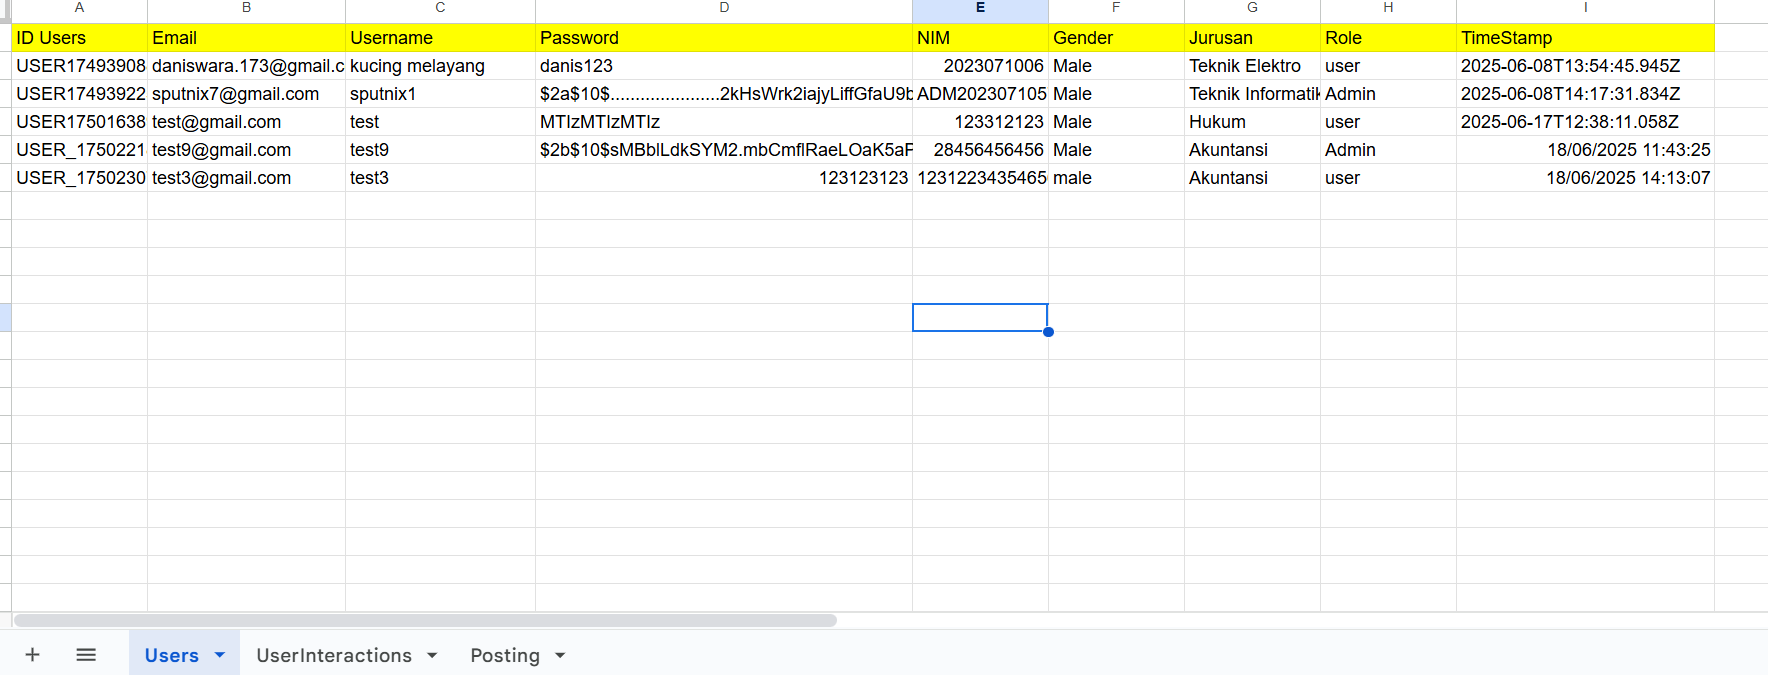 A B C D E F G H I
ID Users Email Username Password NIM Gender Jurusan Role TimeStamp
USER17493908 daniswara.173@gmail.c kucing melayang danis123 2023071006 Male Teknik Elektro user 2025-06-08T13:54:45.945Z
USER17493922 sputnix7@gmail.com sputnix1 $2a$10$......................2kHsWrk2iajyLiffGfaU9b ADM202307105 Male Teknik Informatik Admin 2025-06-08T14:17:31.834Z
USER17501638 test@gmail.com test MTIzMTIzMTIz 123312123 Male Hukum user 2025-06-17T12:38:11.058Z
USER_1750221 test9@gmail.com test9 $2b$10$sMBblLdkSYM2.mbCmflRaeLOaK5aF 28456456456 Male Akuntansi Admin 18/06/2025 11:43:25
USER_1750230 test3@gmail.com test3 123123123 1231223435465 male Akuntansi user 18/06/2025 14:13:07
Users UserInteractions Posting